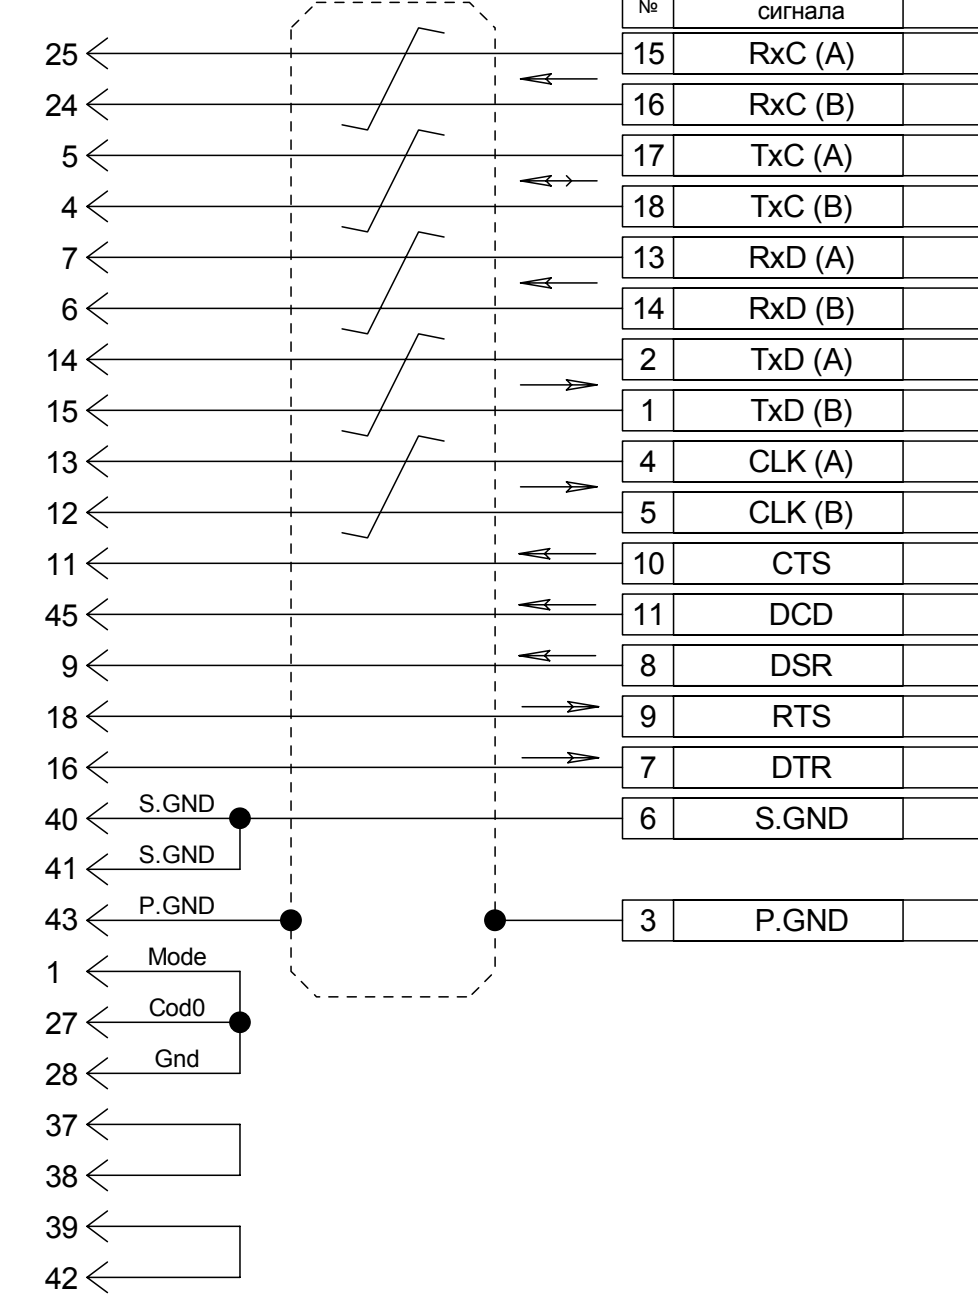 № сигнала
25 15 RxC (A)
24 16 RxC (B)
5 17 TxC (A)
4 18 TxC (B)
7 13 RxD (A)
6 14 RxD (B)
14 2 TxD (A)
15 1 TxD (B)
13 4 CLK (A)
12 5 CLK (B)
11 10 CTS
45 11 DCD
9 8 DSR
18 9 RTS
16 7 DTR
40 S.GND 6 S.GND
41 S.GND
43 P.GND 3 P.GND
1 Mode
27 Cod0
28 Gnd
37
38
39
42